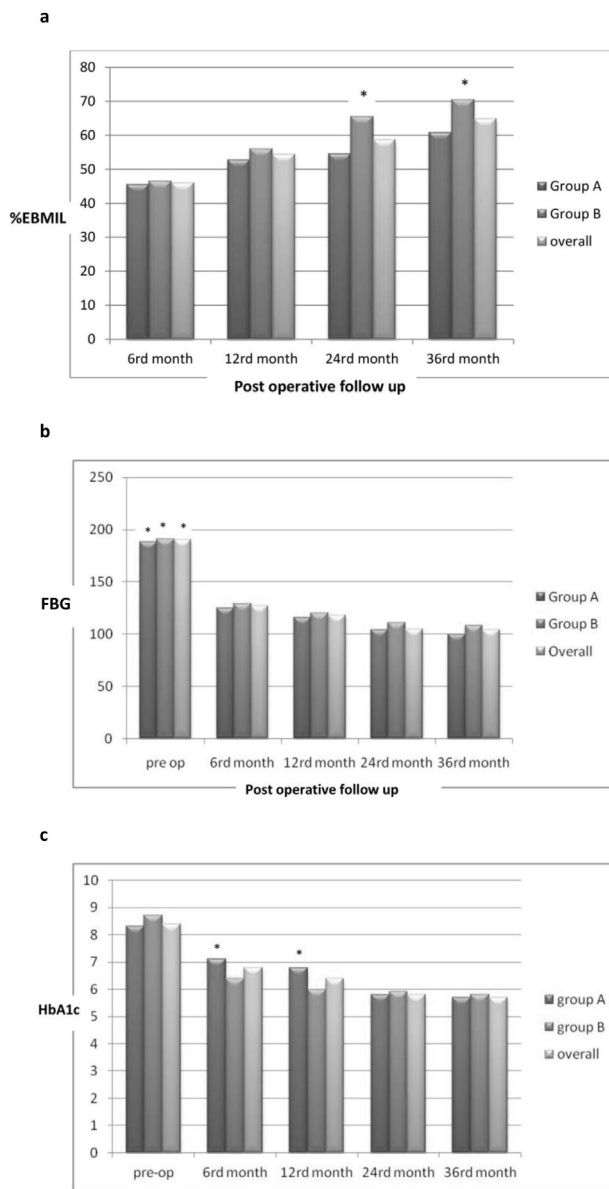 a
80
70
60
50
40
30
20
10
0
%EBMIL
* *
Group A
Group B
overall
6rd month 12rd month 24rd month 36rd month
Post operative follow up
b
250
200
150
100
50
0
FBG
* * *
Group A
Group B
Overall
pre op 6rd month 12rd month 24rd month 36rd month
Post operative follow up
c
10
9
8
7
6
5
4
3
2
1
0
HbA1c
* *
group A
group B
overall
pre-op 6rd month 12rd month 24rd month 36rd month